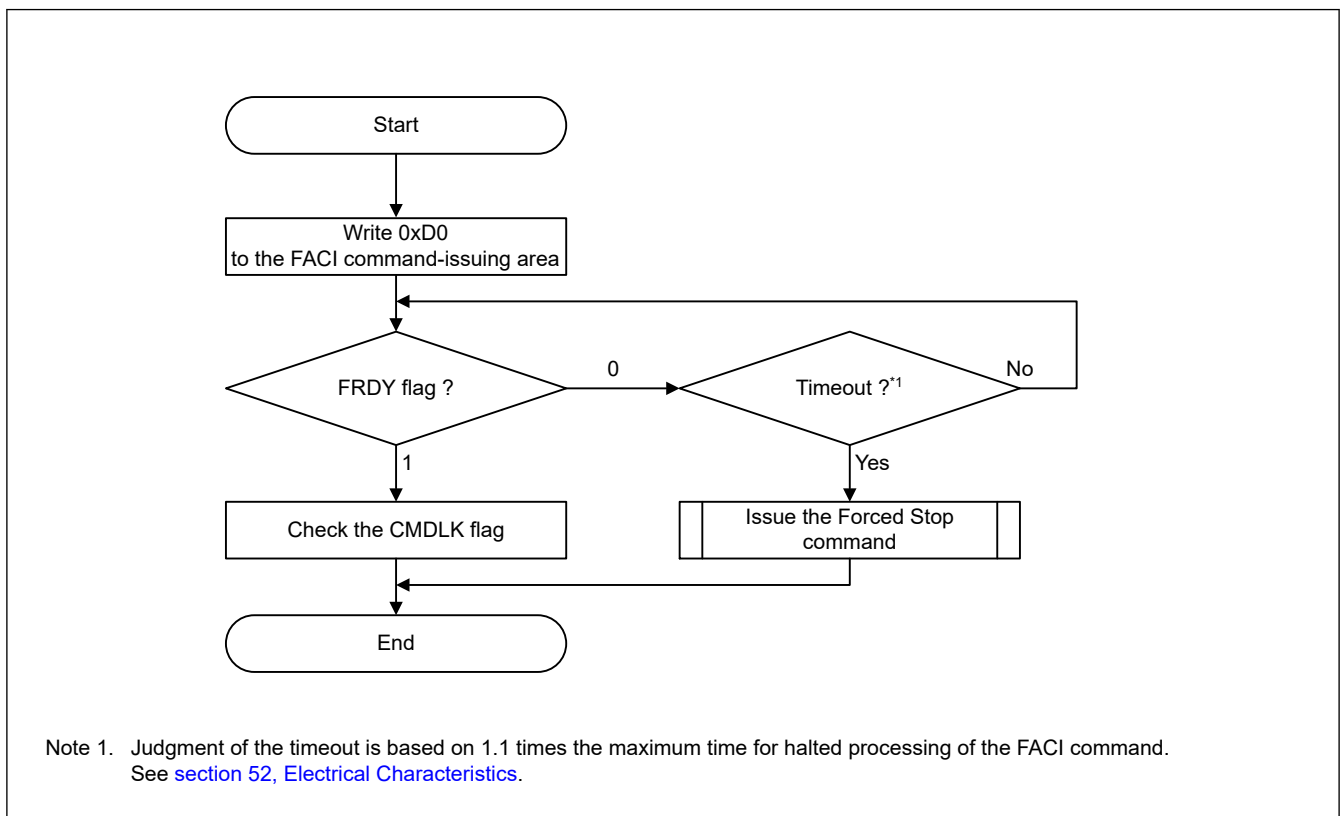 Start
Write 0xD0
to the FACI command-issuing area
FRDY flag ?
0
Timeout ?*1
No
1
Yes
Check the CMDLK flag
Issue the Forced Stop
command
End
Note 1. Judgment of the timeout is based on 1.1 times the maximum time for halted processing of the FACI command.
See section 52, Electrical Characteristics.